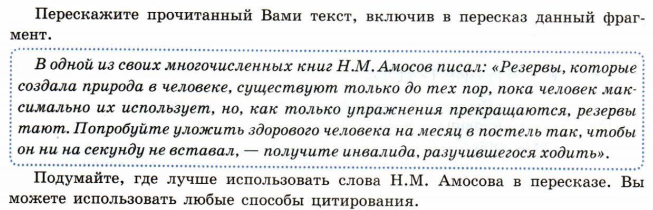 Перескажите прочитанный Вами текст, включив в пересказ данный фраг-
мент.
В одной из своих многочисленных книг Н.М. Амосов писал: «Резервы, которые
создала природа в человеке, существуют только до тех пор, пока человек мак-
симально их использует, но, как только упражнения прекращаются, резервы
тают. Попробуйте уложить здорового человека на месяц в постель так, чтобы
он ни на секунду не вставал, — получите инвалида, разучившегося ходить».
Подумайте, где лучше использовать слова Н.М. Амосова в пересказе. Вы
можете использовать любые способы цитирования.